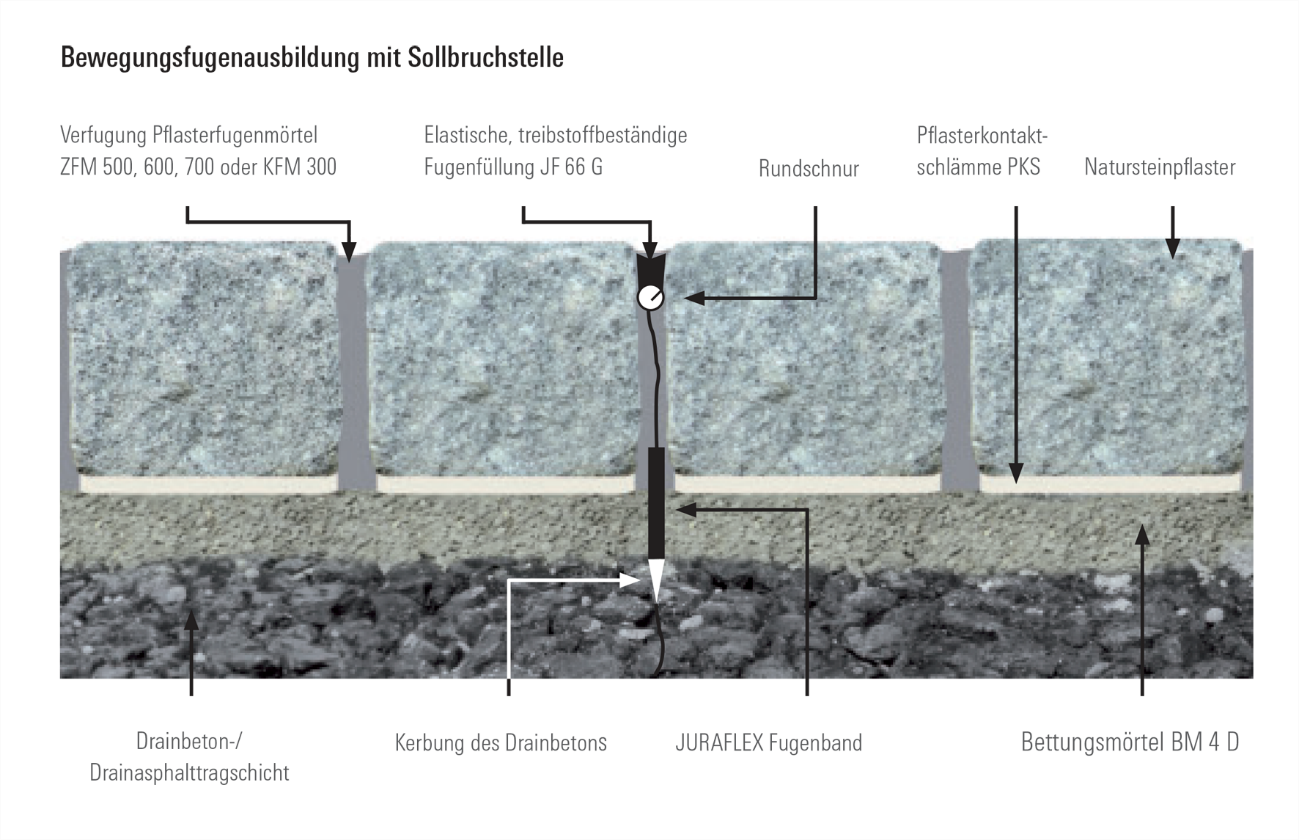 Bewegungsfugenausbildung mit Sollbruchstelle
Verfugung Pflasterfugenmörtel
ZFM 500, 600, 700 oder KFM 300
Elastische, treibstoffbeständige
Fugenfüllung JF 66 G
Rundschnur
Pflasterkontakt-
schlämme PKS
Natursteinpflaster
Drainbeton-/
Drainasphalttragschicht
Kerbung des Drainbetons
JURAFLEX Fugenband
Bettungsmörtel BM 4 D